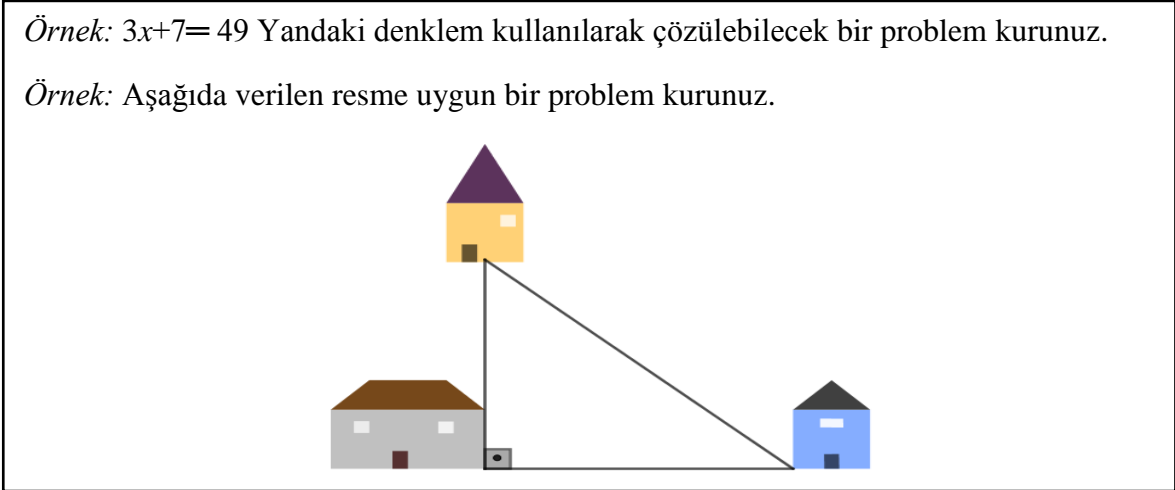 Örnek: 3x+7= 49 Yandaki denklem kullanılarak çözülebilecek bir problem kurunuz.
Örnek: Aşağıda verilen resme uygun bir problem kurunuz.